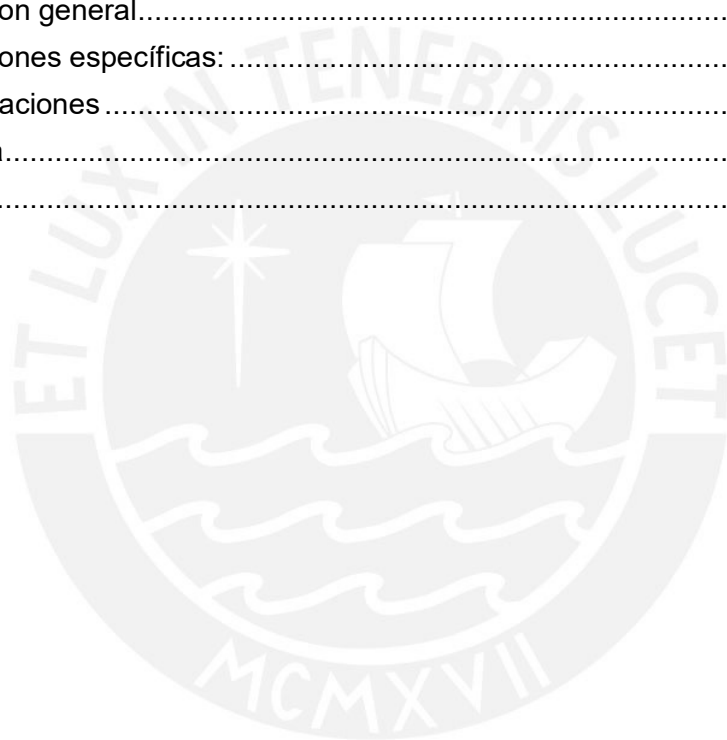 on general....................................................................
ones específicas: .........................................................
aciones ........................................................................
a....................................................................................
.....................................................................................
ET LUX IN TENEBRIS LUCET
MCMXVII